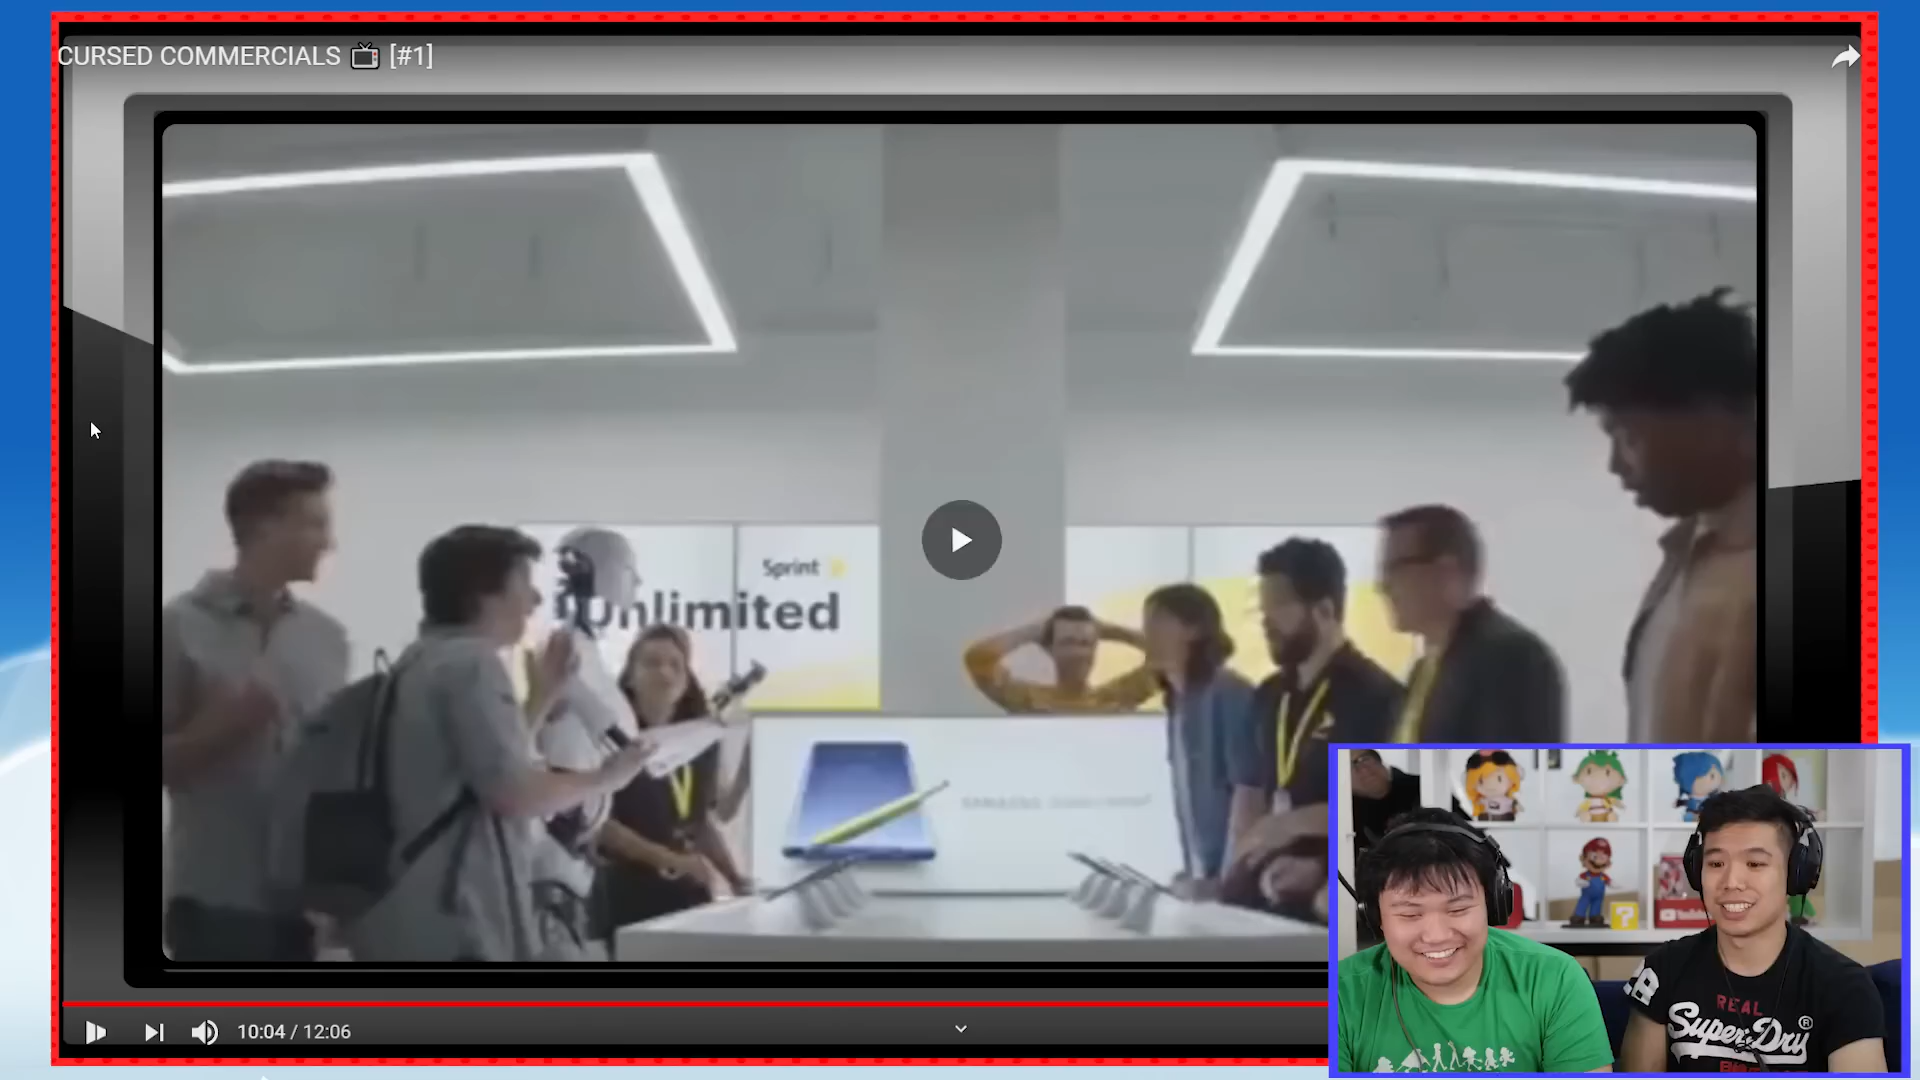 CURSED COMMERCIALS 📺 [#1]
Sprint
Unlimited
10:04 / 12:06
REAL
SuperDry®